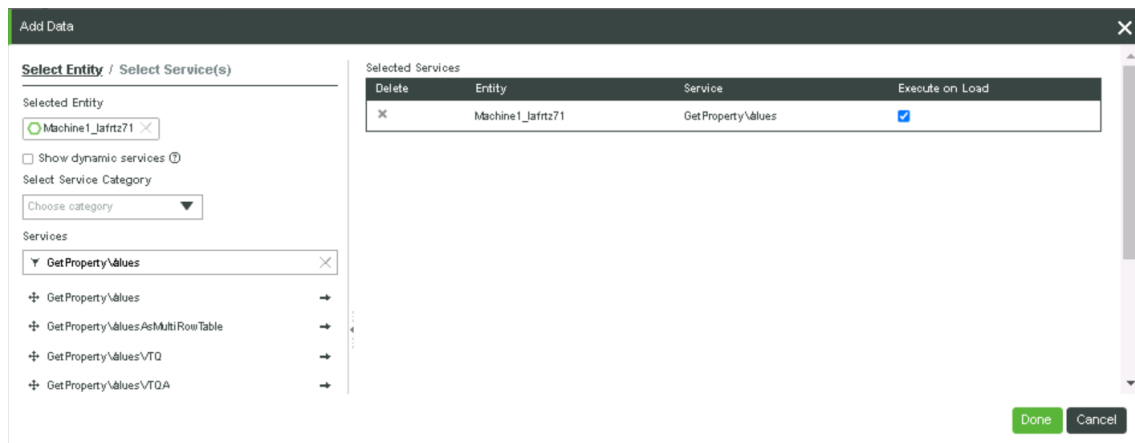 Add Data
Select Entity / Select Service(s)
Selected Entity
Machine1_lafrtz71
Show dynamic services
Select Service Category
Choose category
Services
GetPropertyValues
GetPropertyValues
GetPropertyValuesAsMultiRowTable
GetPropertyValuesVTQ
GetPropertyValuesVTQA
Selected Services
Delete Entity Service Execute on Load
Machine1_lafrtz71 GetPropertyValues
Done Cancel